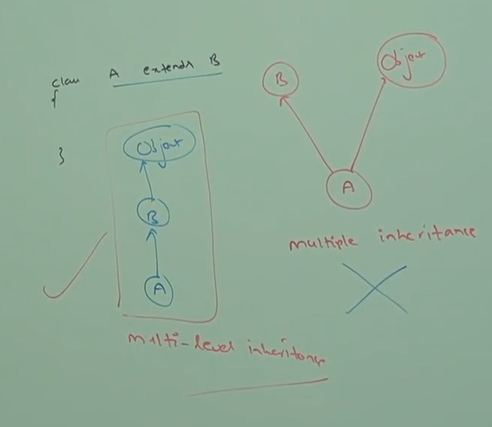 class A extends B
{
}
Object
B
A
multi-level inheritance
B
Object
A
multiple inheritance